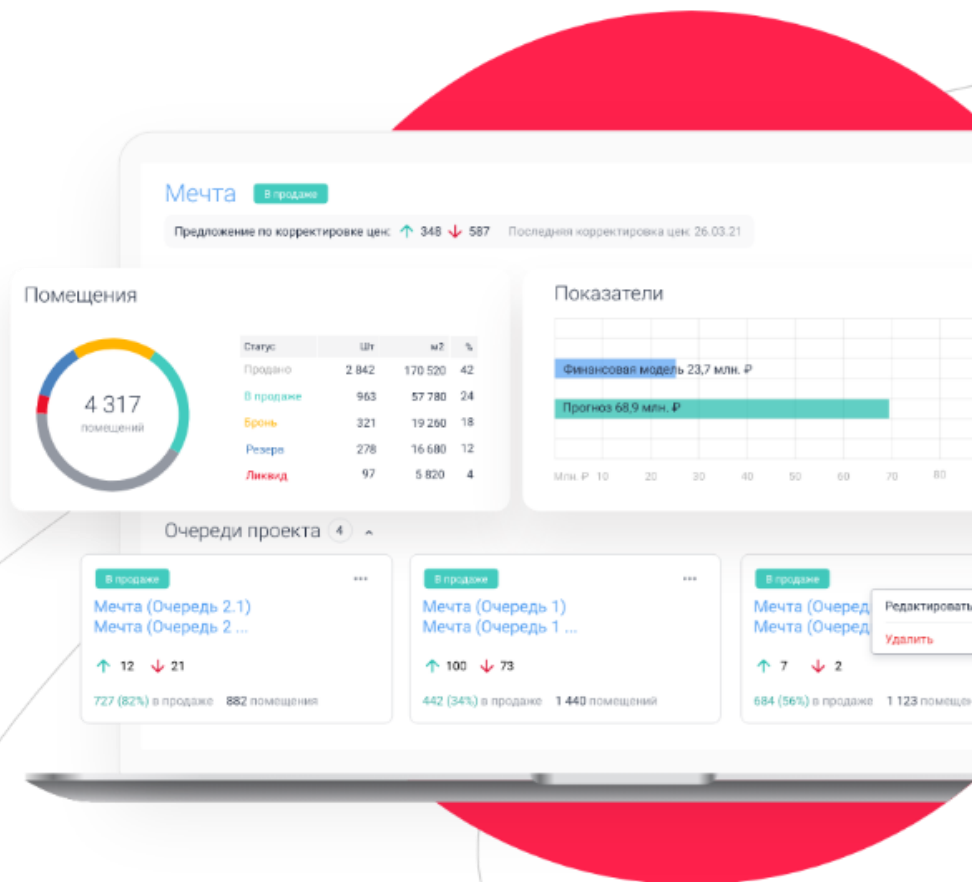 Мечта В продаже
Предложение по корректировке цен: ↑ 348 ↓ 587 Последняя корректировка цен: 26.03.21
Помещения
4 317
помещений
Статус Шт м2 %
Продано 2 842 170 520 42
В продаже 963 57 780 24
Бронь 321 19 260 18
Резерв 278 16 680 12
Ликвид 97 5 820 4
Показатели
Финансовая модель 23,7 млн. ₽
Прогноз 68,9 млн. ₽
Млн. ₽ 10 20 30 40 50 60 70 80
Очереди проекта 4
В продаже
Мечта (Очередь 2.1)
Мечта (Очередь 2 ...
↑ 12 ↓ 21
727 (82%) в продаже 882 помещения
В продаже
Мечта (Очередь 1)
Мечта (Очередь 1 ...
↑ 100 ↓ 73
442 (34%) в продаже 1 440 помещений
В продаже
Мечта (Очеред
Мечта (Очеред
Редактировать
Удалить
↑ 7 ↓ 2
684 (56%) в продаже 1 123 помещен